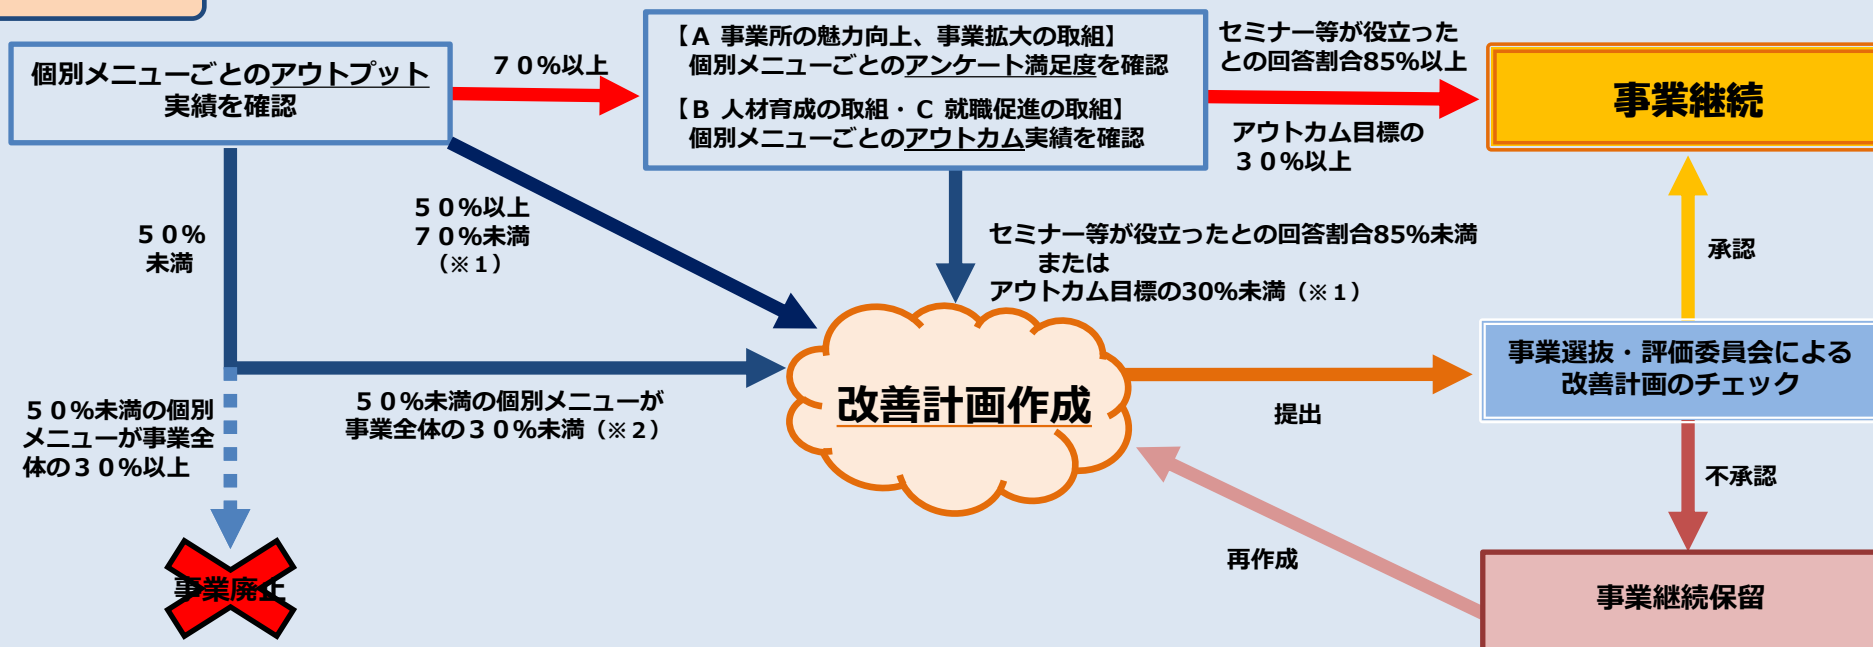 個別メニューごとのアウトプット
実績を確認
７０％以上
【A 事業所の魅力向上、事業拡大の取組】
個別メニューごとのアンケート満足度を確認
【B 人材育成の取組・C 就職促進の取組】
個別メニューごとのアウトカム実績を確認
セミナー等が役立った
との回答割合85%以上
アウトカム目標の
３０％以上
事業継続
５０％
未満
５０％以上
７０％未満
（※１）
セミナー等が役立ったとの回答割合85%未満
または
アウトカム目標の30%未満（※１）
承認
５０％未満の個別
メニューが事業全
体の３０％以上
５０％未満の個別メニューが
事業全体の３０％未満（※２）
改善計画作成
提出
事業選抜・評価委員会による
改善計画のチェック
不承認
事業廃止
再作成
事業継続保留